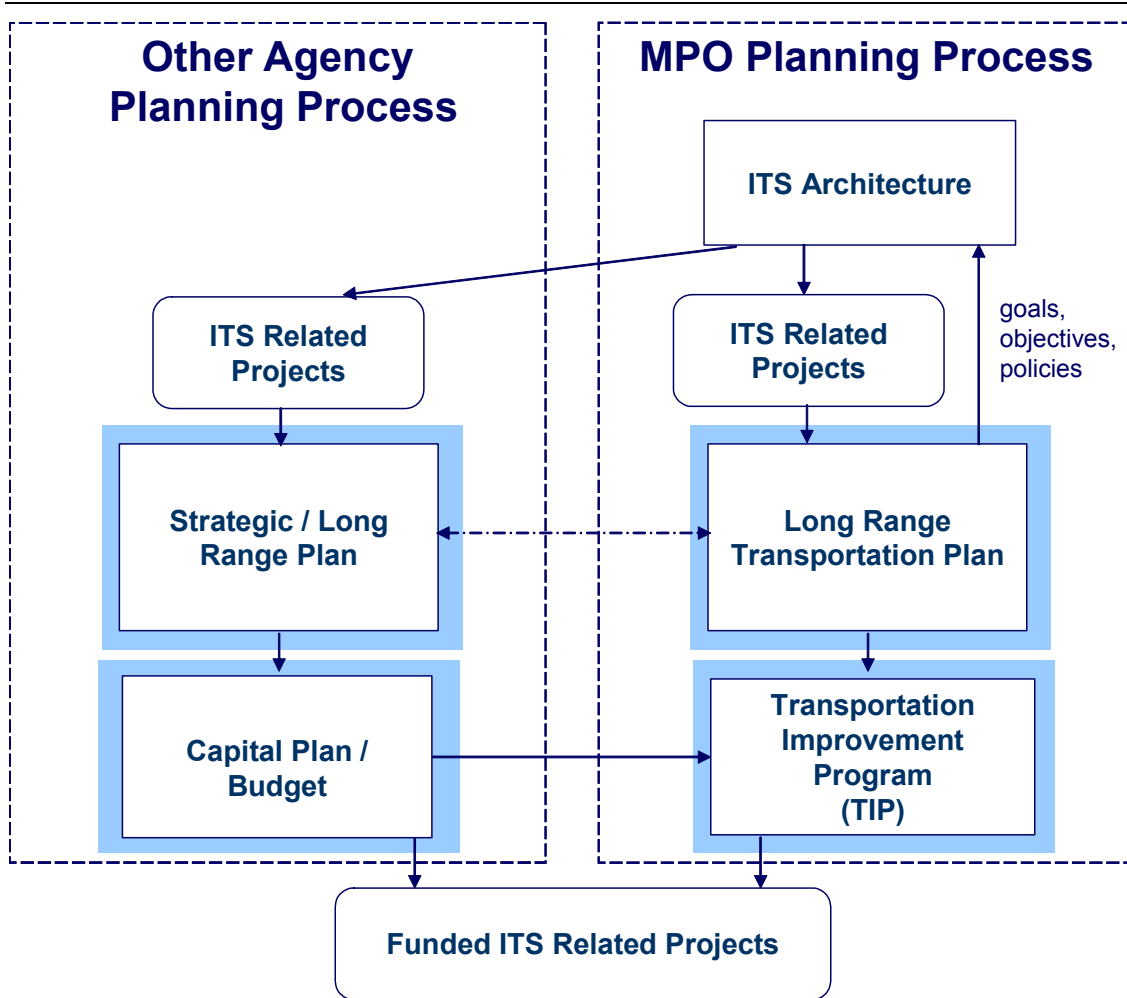 Other Agency
Planning Process
MPO Planning Process
ITS Architecture
ITS Related
Projects
ITS Related
Projects
goals,
objectives,
policies
Strategic / Long
Range Plan
Long Range
Transportation Plan
Capital Plan /
Budget
Transportation
Improvement
Program
(TIP)
Funded ITS Related Projects